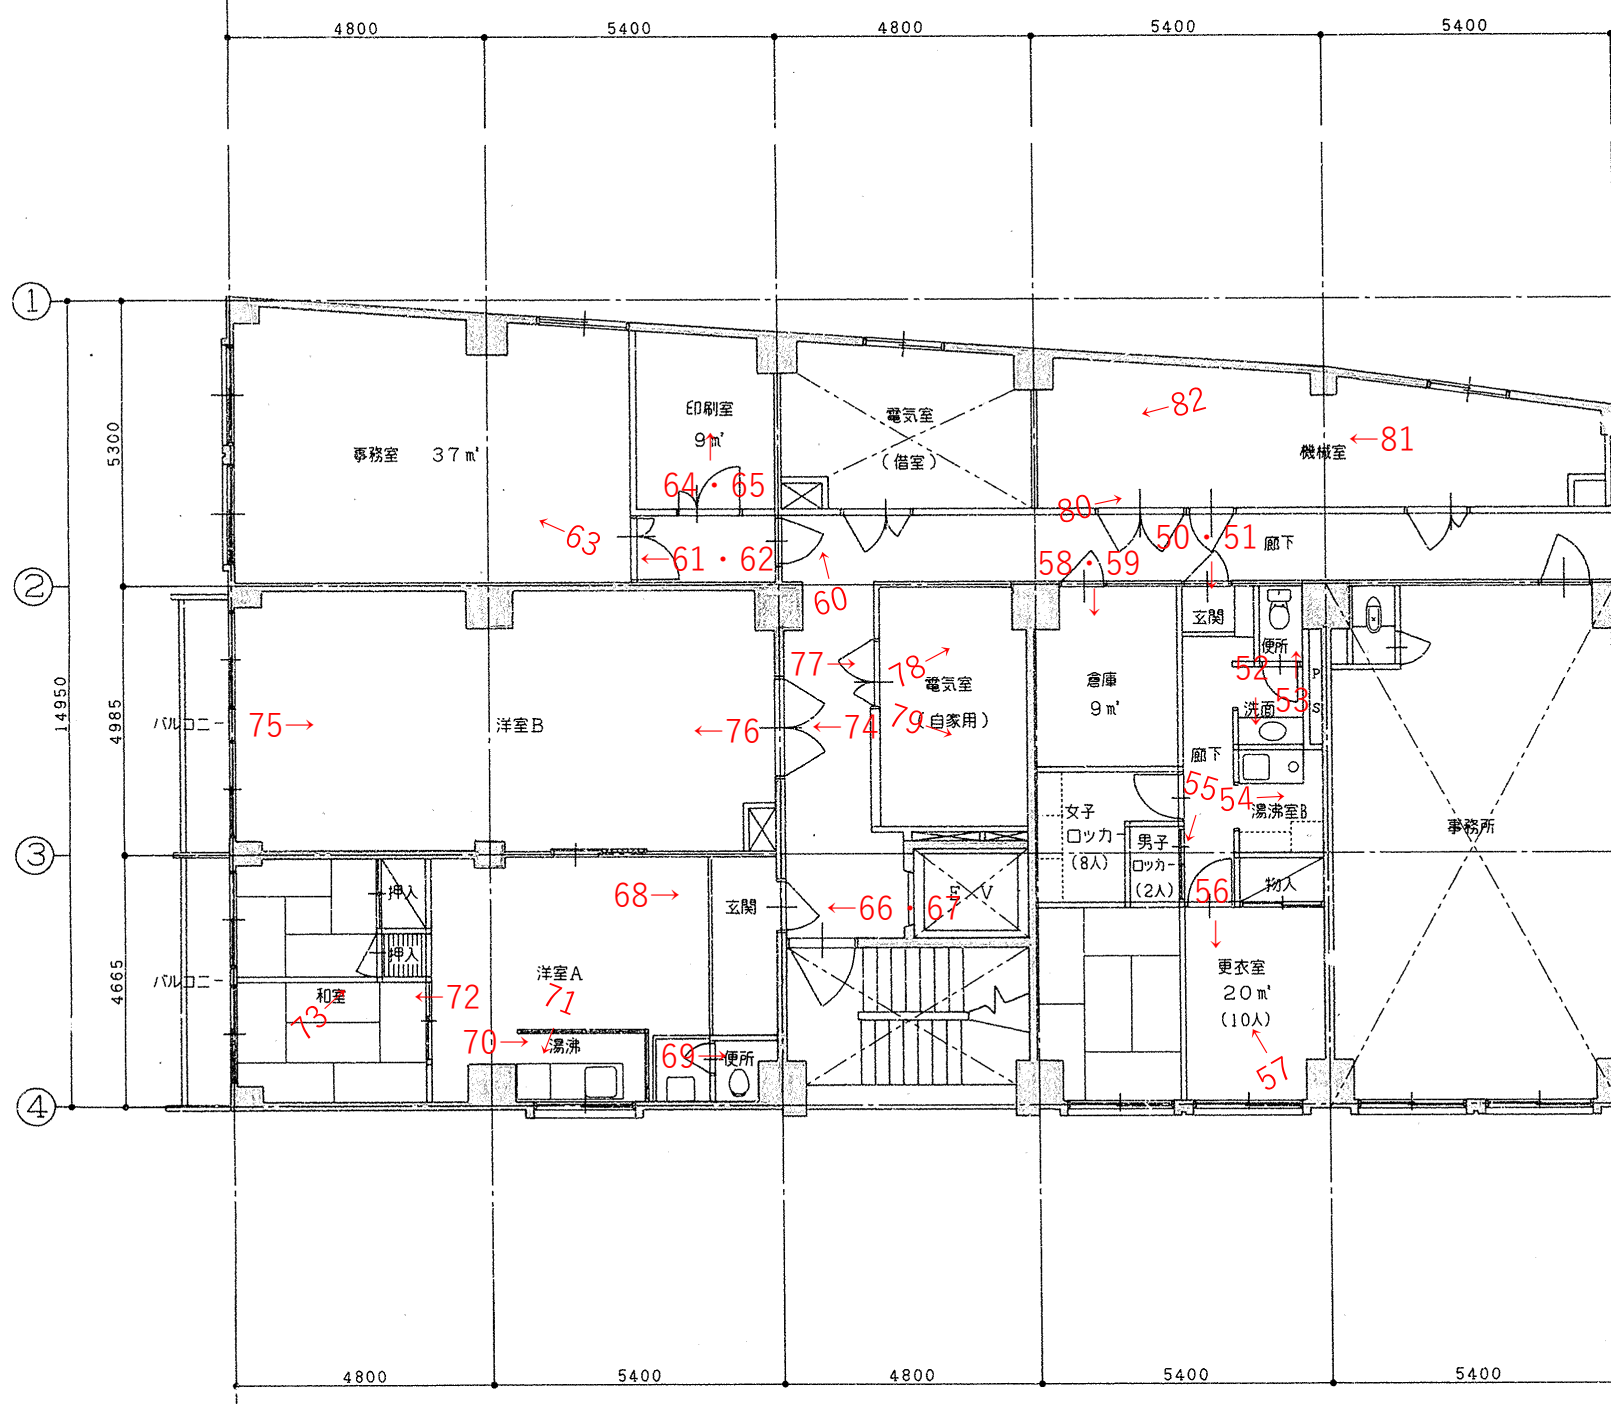 4800 5400 4800 5400 5400
①
印刷室
9㎡
電気室
(借室)
←82
←81
機械室
事務室 37㎡
5300
64・65
80→
←63
←61・62
50・51
廊下
58・59
②
60
玄関
便所
52
53
P
S
77→
78→
電気室
(自家用)
79→
倉庫
9㎡
洗面
14950
4985
バルコニー
75→
洋室B
←76
←74
廊下
55
54→
湯沸室B
女子
ロッカー
(8人)
男子
ロッカー
(2人)
事務所
③
押入
68→
玄関
←66・67
E V
56
物入
押入
4665
バルコニー
和室
73
←72
洋室A
71
更衣室
20㎡
(10人)
70→
湯沸
69→
便所
57
④
4800 5400 4800 5400 5400